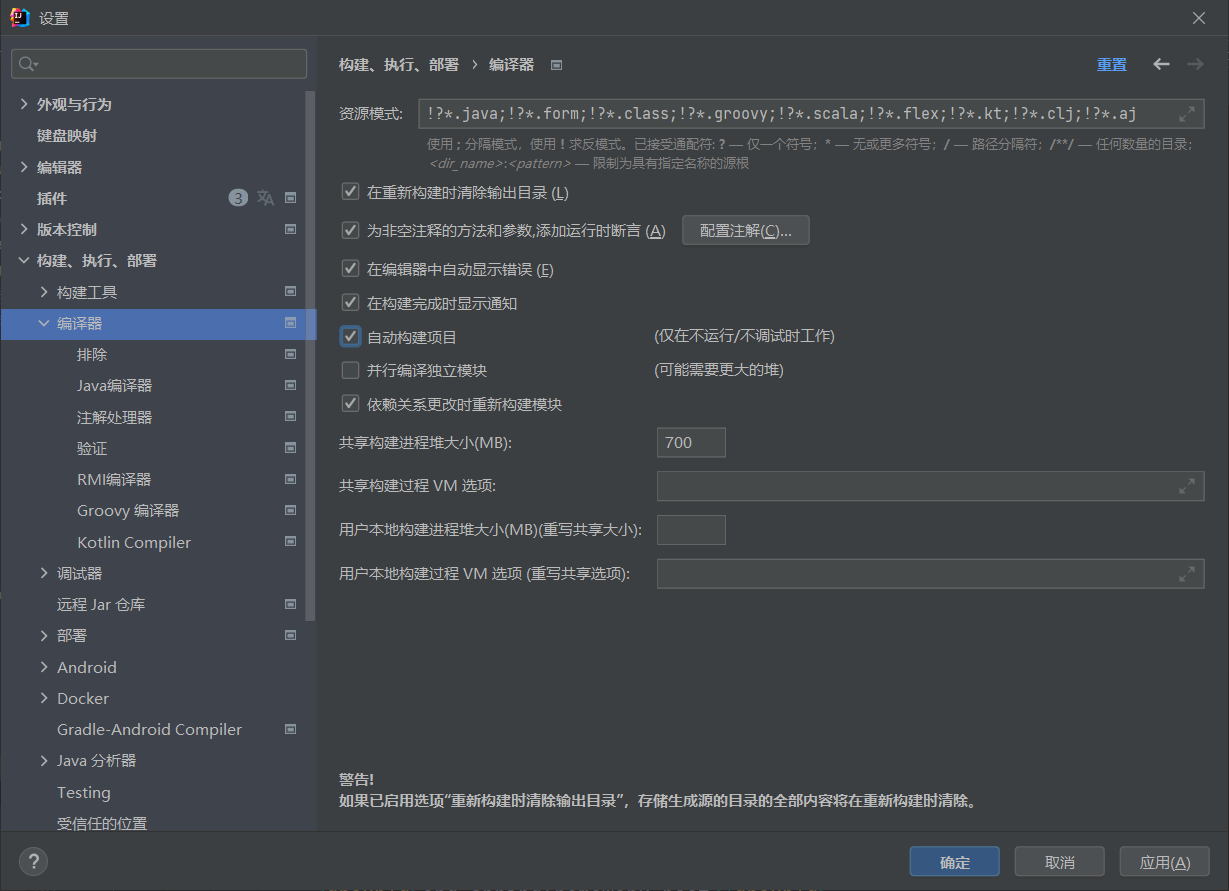 设置
外观与行为
键盘映射
编辑器
插件 3
版本控制
构建、执行、部署
构建工具
编译器
排除
Java编译器
注解处理器
验证
RMI编译器
Groovy 编译器
Kotlin Compiler
调试器
远程 Jar 仓库
部署
Android
Docker
Gradle-Android Compiler
Java 分析器
Testing
受信任的位置
构建、执行、部署 › 编译器
重置
资源模式: !?*.java;!?*.form;!?*.class;!?*.groovy;!?*.scala;!?*.flex;!?*.kt;!?*.clj;!?*.aj
使用 ; 分隔模式，使用 ! 求反模式。已接受通配符: ? — 仅一个符号； * — 无或更多符号； / — 路径分隔符； /**/ — 任何数量的目录；
<dir_name>:<pattern> — 限制为具有指定名称的源根
在重新构建时清除输出目录 (L)
为非空注释的方法和参数,添加运行时断言 (A) 配置注解(C)...
在编辑器中自动显示错误 (E)
在构建完成时显示通知
自动构建项目 (仅在不运行/不调试时工作)
并行编译独立模块 (可能需要更大的堆)
依赖关系更改时重新构建模块
共享构建进程堆大小(MB): 700
共享构建过程 VM 选项:
用户本地构建进程堆大小(MB)(重写共享大小):
用户本地构建过程 VM 选项 (重写共享选项):
警告!
如果已启用选项“重新构建时清除输出目录”，存储生成源的目录的全部内容将在重新构建时清除。
?
确定 取消 应用(A)